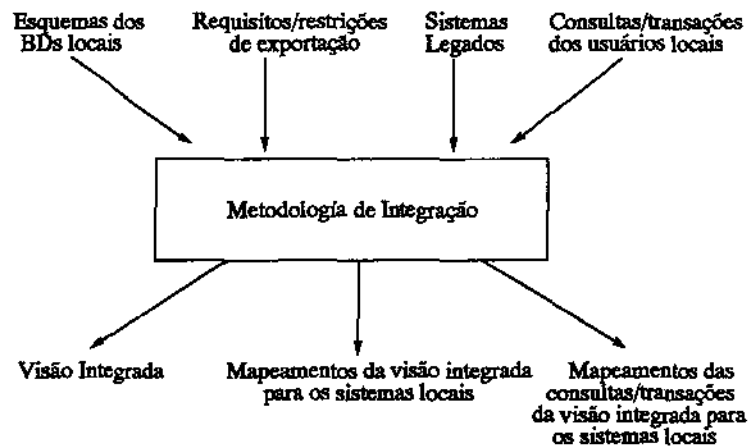 Esquemas dos
BDs locais
Requisitos/restrições
de exportação
Sistemas
Legados
Consultas/transações
dos usuários locais
Metodología de Integração
Visão Integrada
Mapeamentos da visão integrada
para os sistemas locais
Mapeamentos das
consultas/transações
da visão integrada para
os sistemas locais